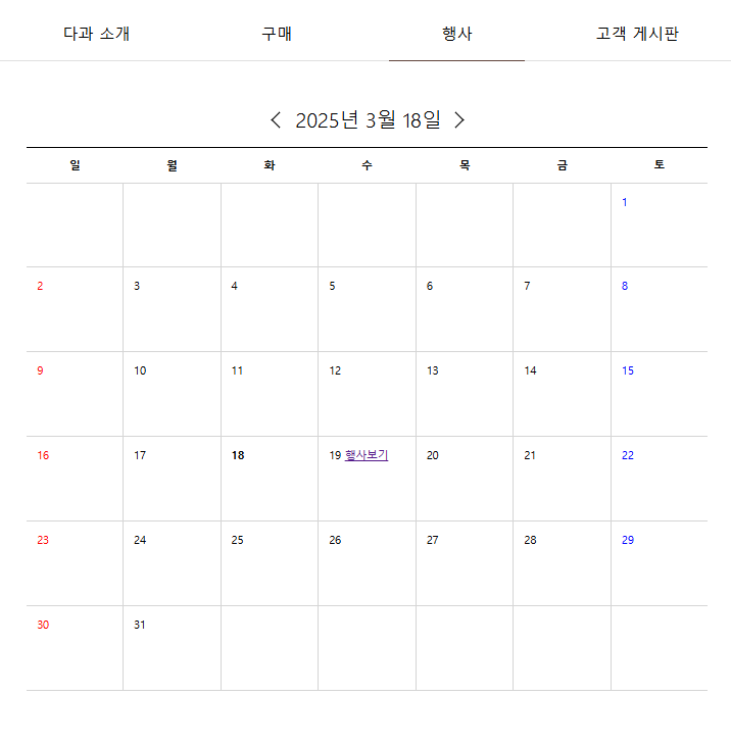 다과 소개 구매 행사 고객 게시판
2025년 3월 18일
일 월 화 수 목 금 토
1
2 3 4 5 6 7 8
9 10 11 12 13 14 15
16 17 18 19 행사보기 20 21 22
23 24 25 26 27 28 29
30 31